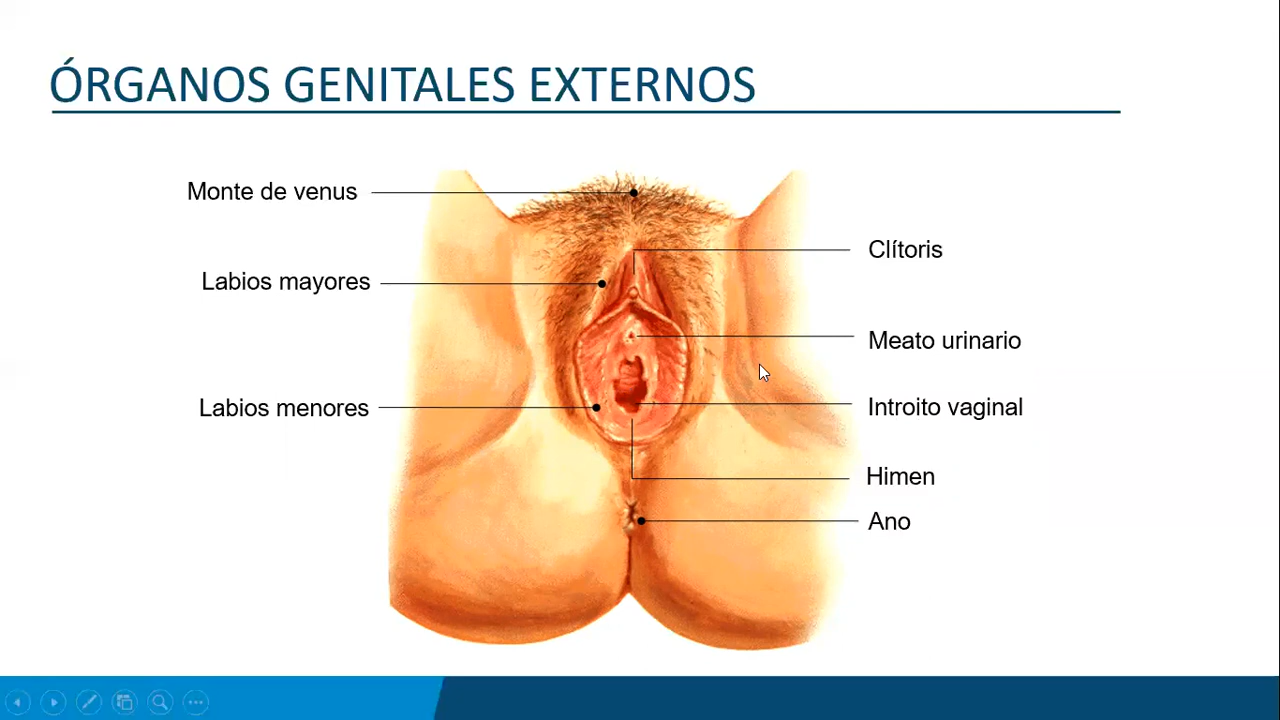 ÓRGANOS GENITALES EXTERNOS
Monte de venus
Clítoris
Labios mayores
Meato urinario
Labios menores
Introito vaginal
Himen
Ano